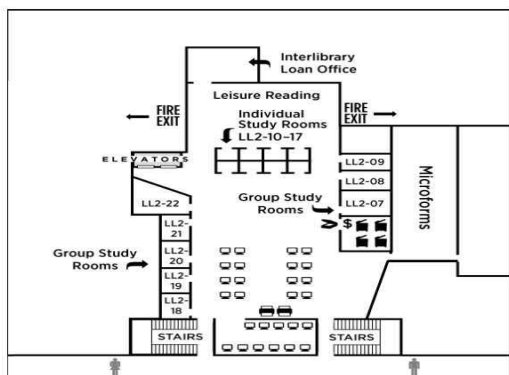 Interlibrary
Loan Office
Leisure Reading
FIRE
EXIT
FIRE
EXIT
Individual
Study Rooms
LL2-10-17
ELEVATORS
LL2-09
LL2-08
LL2-07
Microforms
Group Study
Rooms
LL2-22
$
LL2-
21
LL2-
20
LL2-
19
LL2-
18
Group Study
Rooms
STAIRS
STAIRS